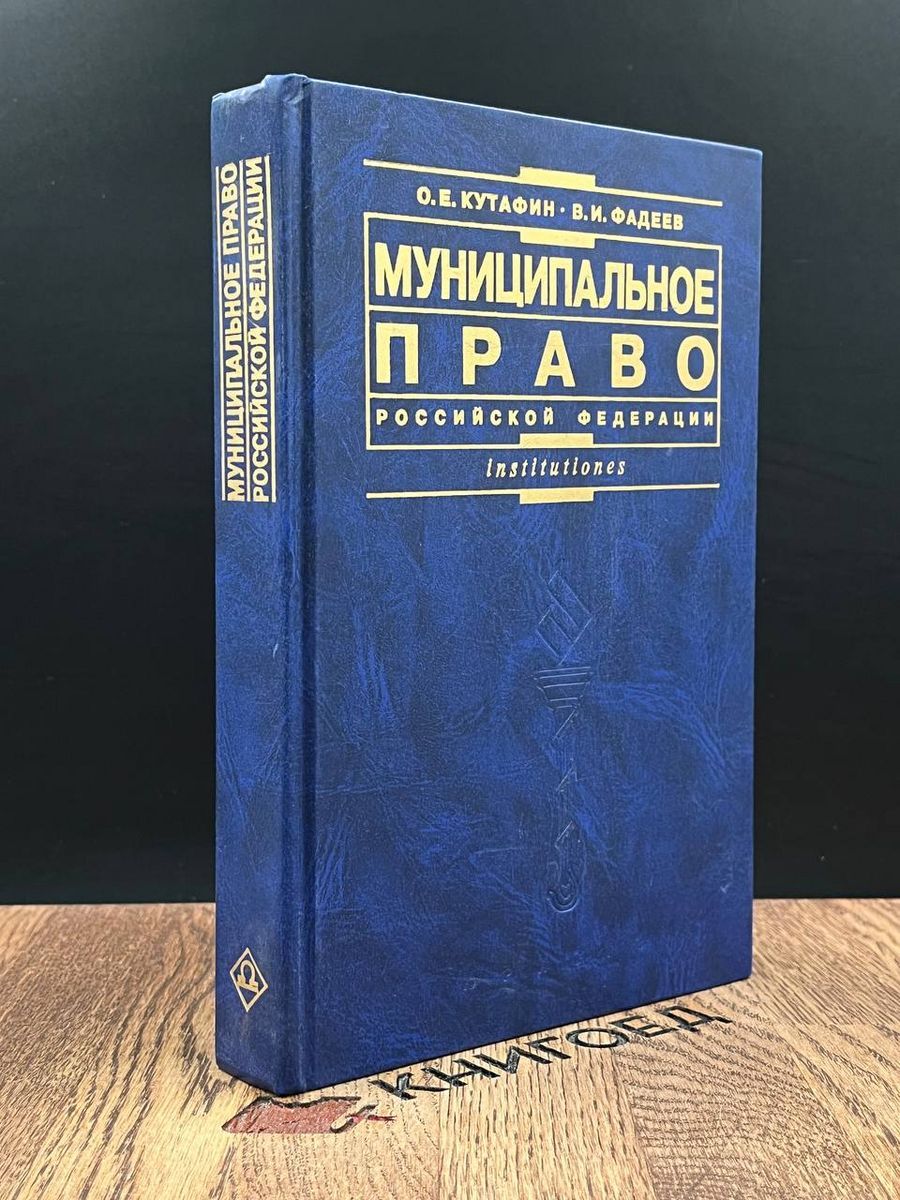 МУНИЦИПАЛЬНОЕ ПРАВО
РОССИЙСКОЙ ФЕДЕРАЦИИ
О.Е. КУТАФИН · В.И. ФАДЕЕВ
МУНИЦИПАЛЬНОЕ
ПРАВО
РОССИЙСКОЙ ФЕДЕРАЦИИ
institutiones
КНИГОЕД